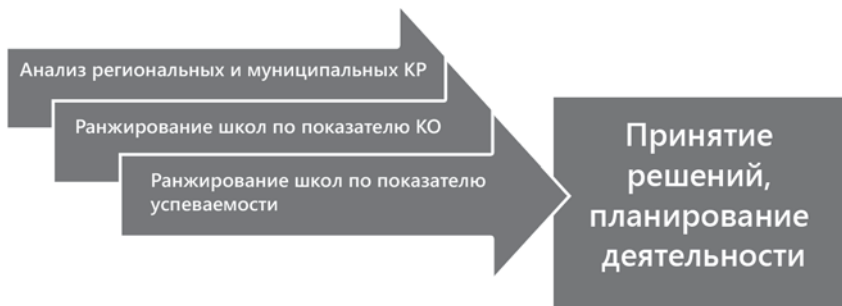 Анализ региональных и муниципальных КР
Ранжирование школ по показателю КО
Ранжирование школ по показателю
успеваемости
Принятие
решений,
планирование
деятельности